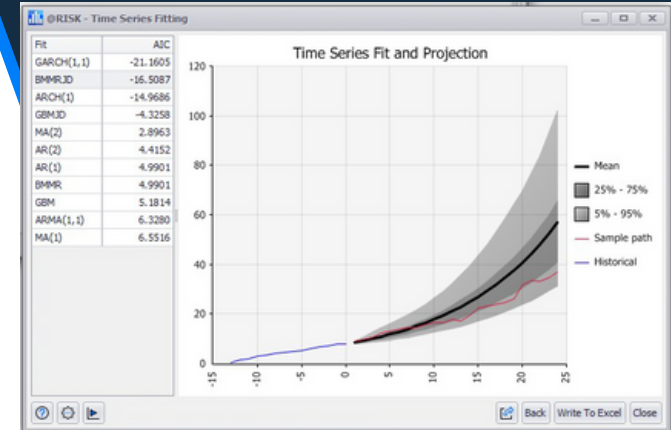 @RISK - Time Series Fitting
Fit AIC
GARCH(1,1) -21.1605
BMMRJD -16.5087
ARCH(1) -14.9686
GBMJD -4.3258
MA(2) 2.8963
AR(2) 4.4152
AR(1) 4.9901
BMMR 4.9901
GBM 5.1814
ARMA(1,1) 6.3280
MA(1) 6.5516
Time Series Fit and Projection
120
100
80
60
40
20
0
-15 -10 -5 0 5 10 15 20 25
Mean
25% - 75%
5% - 95%
Sample path
Historical
Back Write To Excel Close